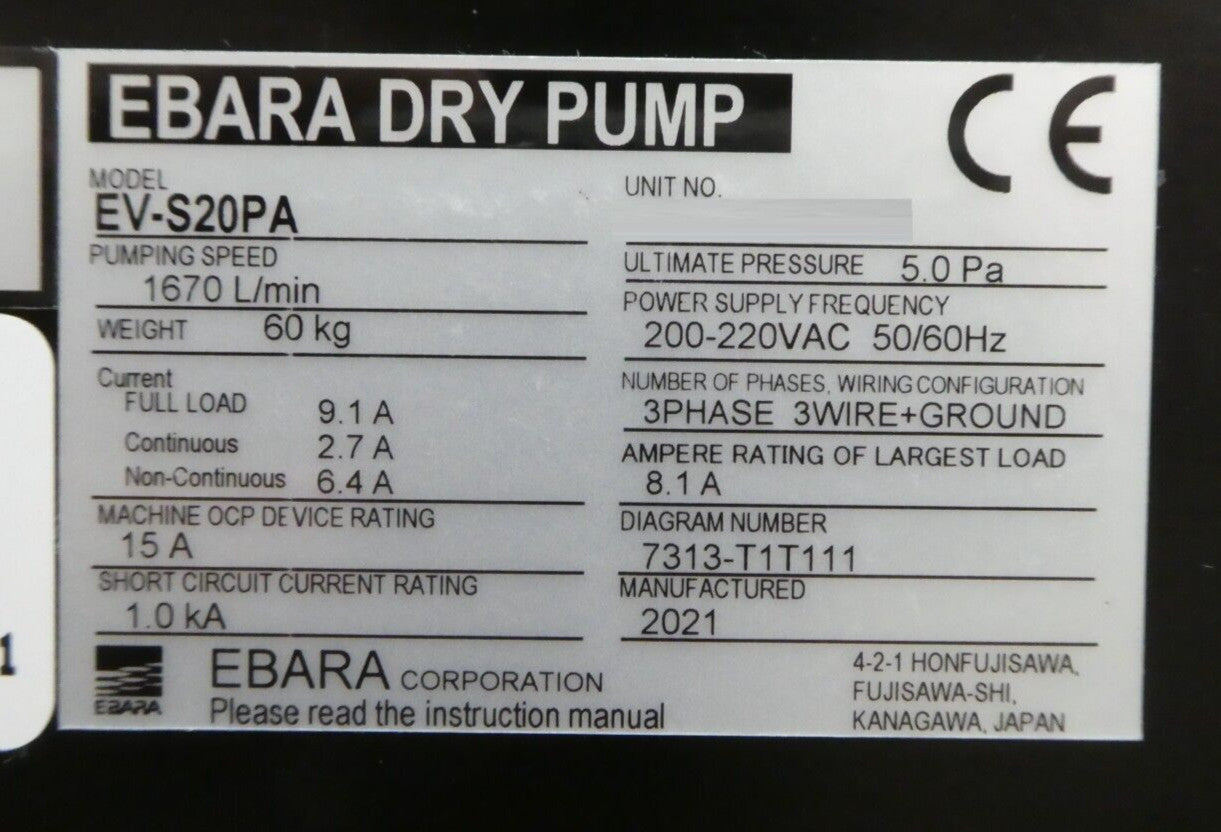 EBARA DRY PUMP
CE
MODEL
EV-S20PA
PUMPING SPEED
1670 L/min
WEIGHT 60 kg
Current
FULL LOAD 9.1 A
Continuous 2.7 A
Non-Continuous 6.4 A
MACHINE OCP DEVICE RATING
15 A
SHORT CIRCUIT CURRENT RATING
1.0 kA
UNIT NO.
ULTIMATE PRESSURE 5.0 Pa
POWER SUPPLY FREQUENCY
200-220VAC 50/60Hz
NUMBER OF PHASES, WIRING CONFIGURATION
3PHASE 3WIRE+GROUND
AMPERE RATING OF LARGEST LOAD
8.1 A
DIAGRAM NUMBER
7313-T1T111
MANUFACTURED
2021
EBARA
EBARA CORPORATION
Please read the instruction manual
4-2-1 HONFUJISAWA,
FUJISAWA-SHI,
KANAGAWA, JAPAN
1